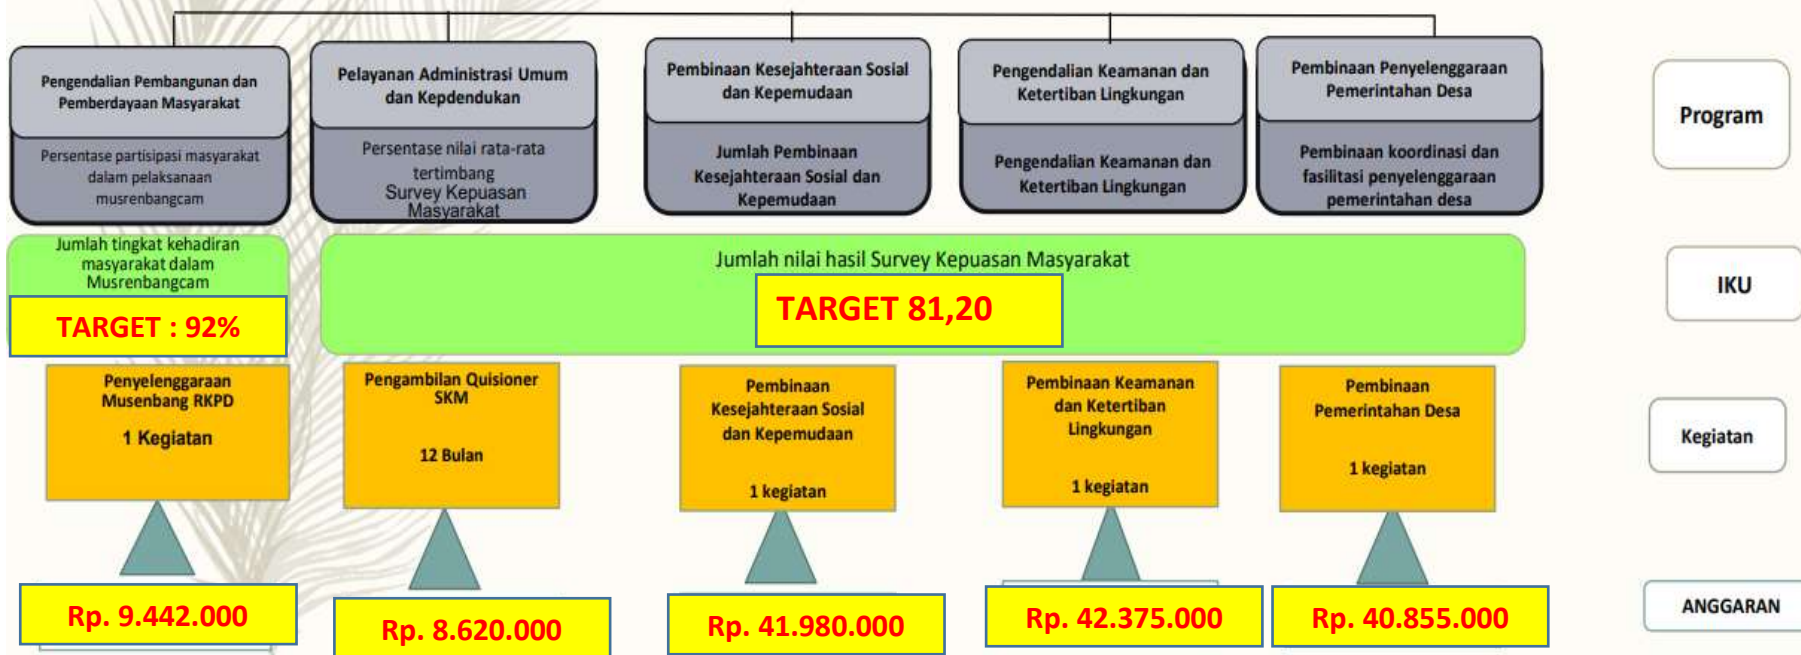 Pengendalian Pembangunan dan
Pemberdayaan Masyarakat
Persentase partisipasi masyarakat
dalam pelaksanaan
musrenbangcam
Pelayanan Administrasi Umum
dan Kepdendukan
Persentase nilai rata-rata
tertimbang
Survey Kepuasan
Masyarakat
Pembinaan Kesejahteraan Sosial
dan Kepemudaan
Jumlah Pembinaan
Kesejahteraan Sosial dan
Kepemudaan
Pengendalian Keamanan dan
Ketertiban Lingkungan
Pengendalian Keamanan dan
Ketertiban Lingkungan
Pembinaan Penyelenggaraan
Pemerintahan Desa
Pembinaan koordinasi dan
fasilitasi penyelenggaraan
pemerintahan desa
Program
Jumlah tingkat kehadiran
masyarakat dalam
Musrenbangcam
TARGET : 92%
Jumlah nilai hasil Survey Kepuasan Masyarakat
TARGET 81,20
IKU
Penyelenggaraan
Musenbang RKPD
1 Kegiatan
Pengambilan Quisioner
SKM
12 Bulan
Pembinaan
Kesejahteraan Sosial
dan Kepemudaan
1 kegiatan
Pembinaan Keamanan
dan Ketertiban
Lingkungan
1 kegiatan
Pembinaan
Pemerintahan Desa
1 kegiatan
Kegiatan
Rp. 9.442.000
Rp. 8.620.000
Rp. 41.980.000
Rp. 42.375.000
Rp. 40.855.000
ANGGARAN